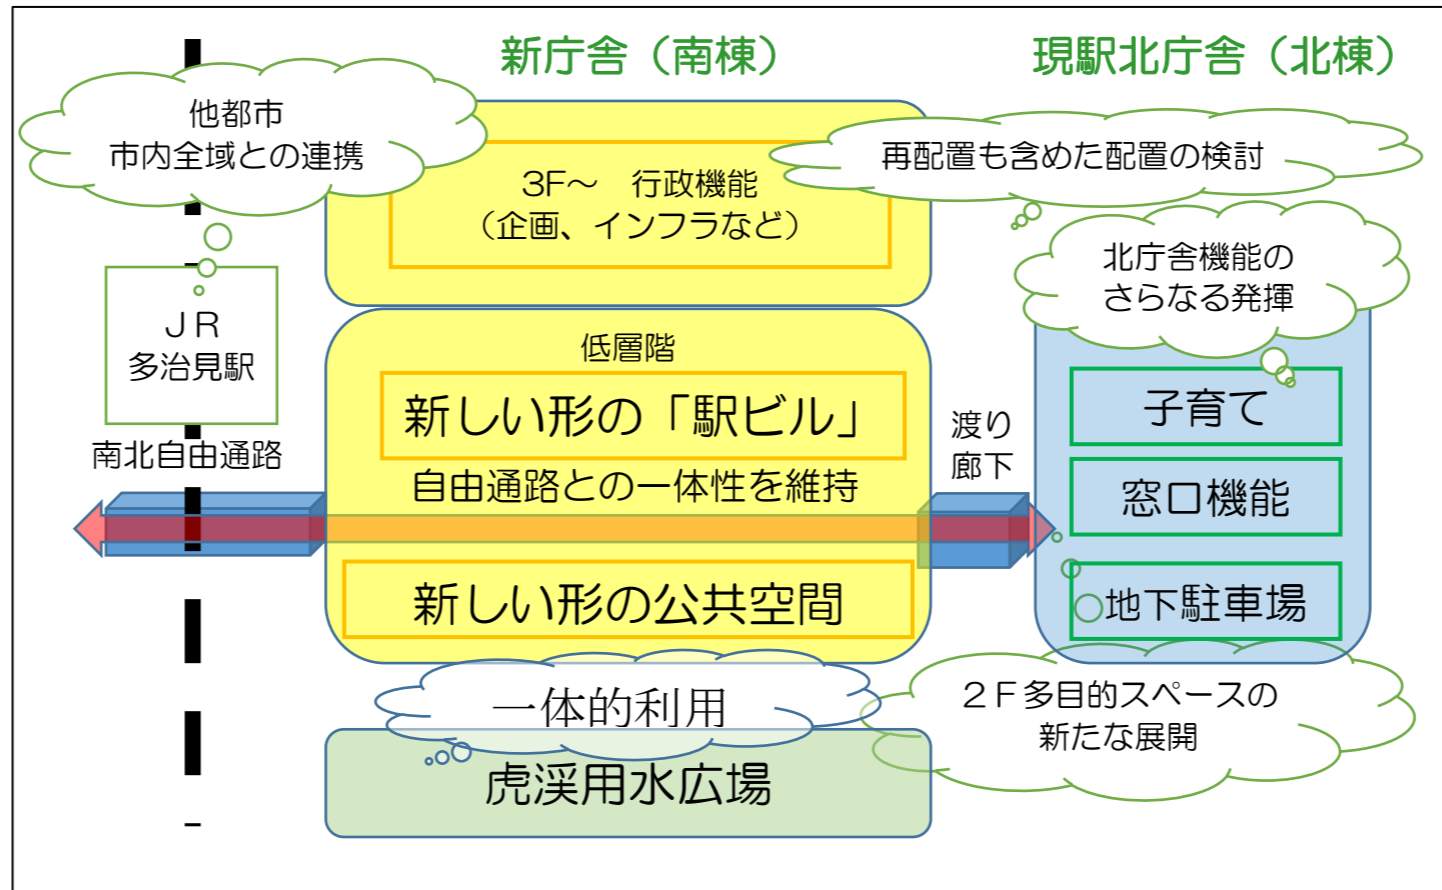 新庁舎（南棟）
現駅北庁舎（北棟）
他都市
市内全域との連携
3F～　行政機能
（企画、インフラなど）
再配置も含めた配置の検討
北庁舎機能の
さらなる発揮
ＪＲ
多治見駅
南北自由通路
低層階
新しい形の「駅ビル」
自由通路との一体性を維持
新しい形の公共空間
渡り
廊下
子育て
窓口機能
地下駐車場
一体的利用
虎渓用水広場
２Ｆ多目的スペースの
新たな展開